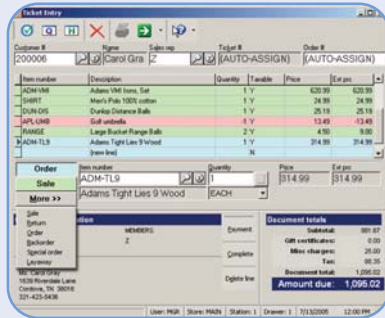 Ticket Entry
Customer # Name Sales rep Ticket # Order #
200006 Carol Gra Z (AUTO-ASSIGN) (AUTO-ASSIGN)
Item number Description Quantity Taxable Price Ext prc
ADM-VMI Adams VMI Irons, Set 1 Y 620.99 620.99
SHIRT Men's Polo 100% cotton 1 Y 24.99 24.99
DUN-DIS Dunlop Distance Balls 1 Y 25.19 25.19
APL-UMB Golf umbrella -1 Y 13.49 -13.49
RANGE Large Bucket Range Balls 2 Y 4.50 9.00
ADM-TL9 Adams Tight Lies 9 Wood 1 Y 314.99 314.99
(new line) N
Order Item number Quantity Price Ext prc
Sale ADM-TL9 1 314.99 314.99
More >> Adams Tight Lies 9 Wood EACH
Sale
Return
Order
Backorder
Special order
Layaway
MEMBERS
Z
Payment
Complete
Delete line
Document totals
Subtotal: 981.67
Gift certificates: 0.00
Misc charges: 25.00
Tax: 88.35
Document total: 1,095.02
Amount due: 1,095.02
Ms. Carol Gray
1639 Riverdale Lane
Cordova, TN 38018
321-423-5436
User: MGR Store: MAIN Station: 1 Drawer: 1 7/13/2005 12:00 PM